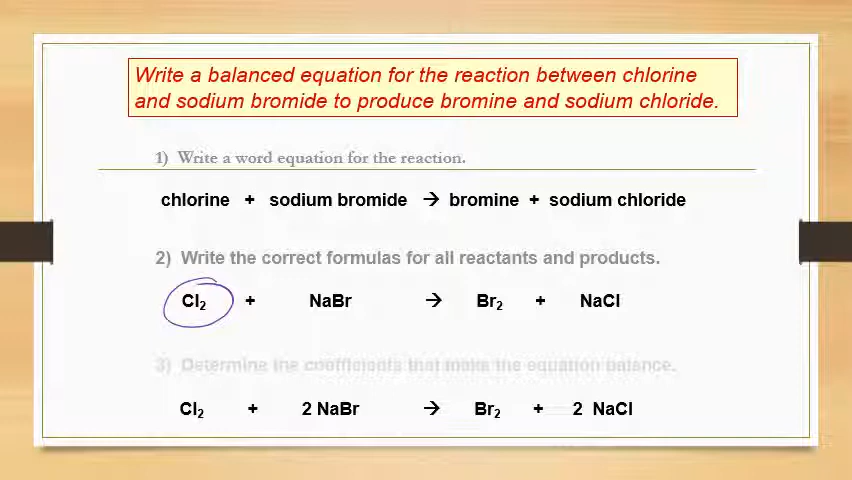 Write a balanced equation for the reaction between chlorine
and sodium bromide to produce bromine and sodium chloride.
1) Write a word equation for the reaction.
chlorine + sodium bromide → bromine + sodium chloride
2) Write the correct formulas for all reactants and products.
Cl₂ + NaBr → Br₂ + NaCl
3) Determine the coefficients that make the equation balance.
Cl₂ + 2 NaBr → Br₂ + 2 NaCl